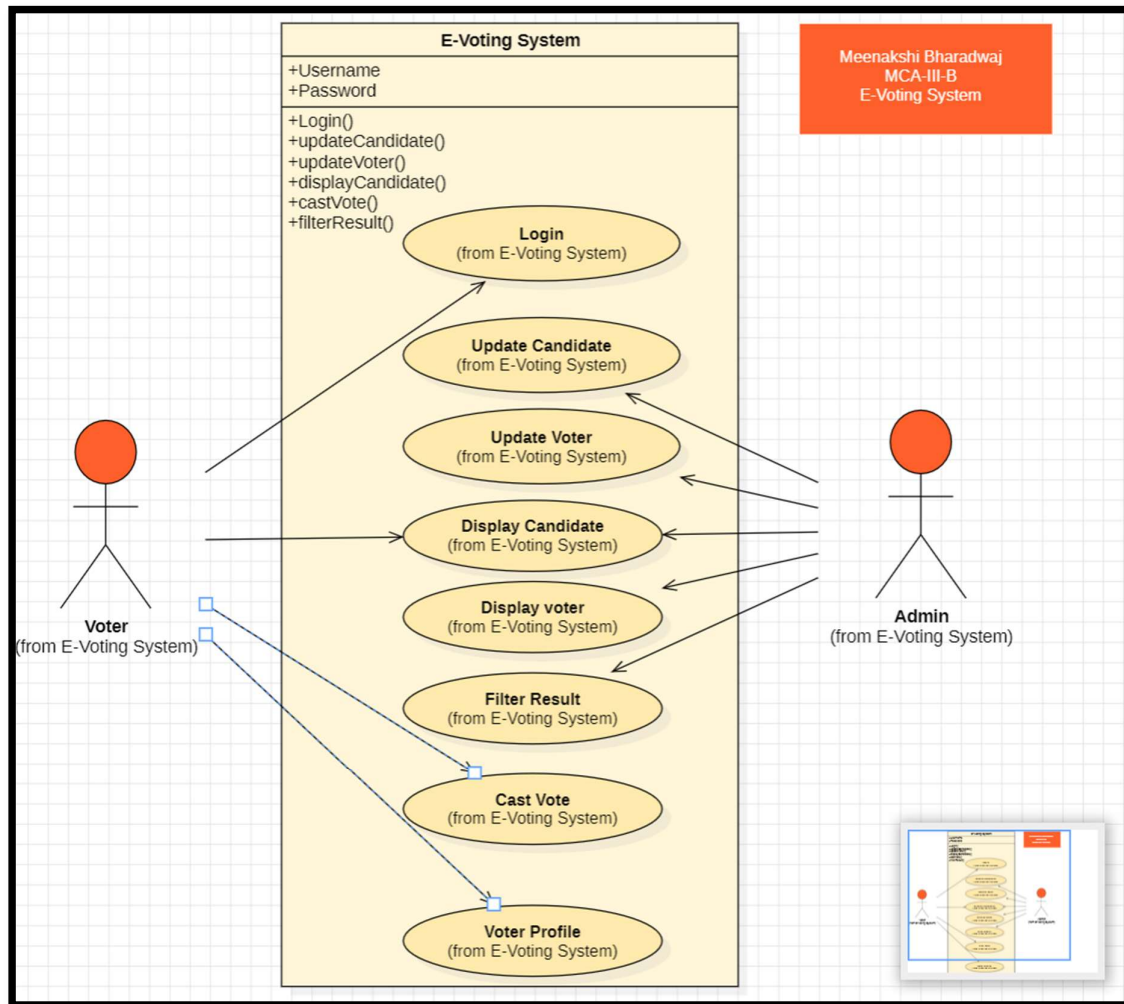 E-Voting System
+Username
+Password
+Login()
+updateCandidate()
+updateVoter()
+displayCandidate()
+castVote()
+filterResult()
Meenakshi Bharadwaj
MCA-III-B
E-Voting System
Login
(from E-Voting System)
Update Candidate
(from E-Voting System)
Update Voter
(from E-Voting System)
Display Candidate
(from E-Voting System)
Display voter
(from E-Voting System)
Filter Result
(from E-Voting System)
Cast Vote
(from E-Voting System)
Voter Profile
(from E-Voting System)
Voter
(from E-Voting System)
Admin
(from E-Voting System)